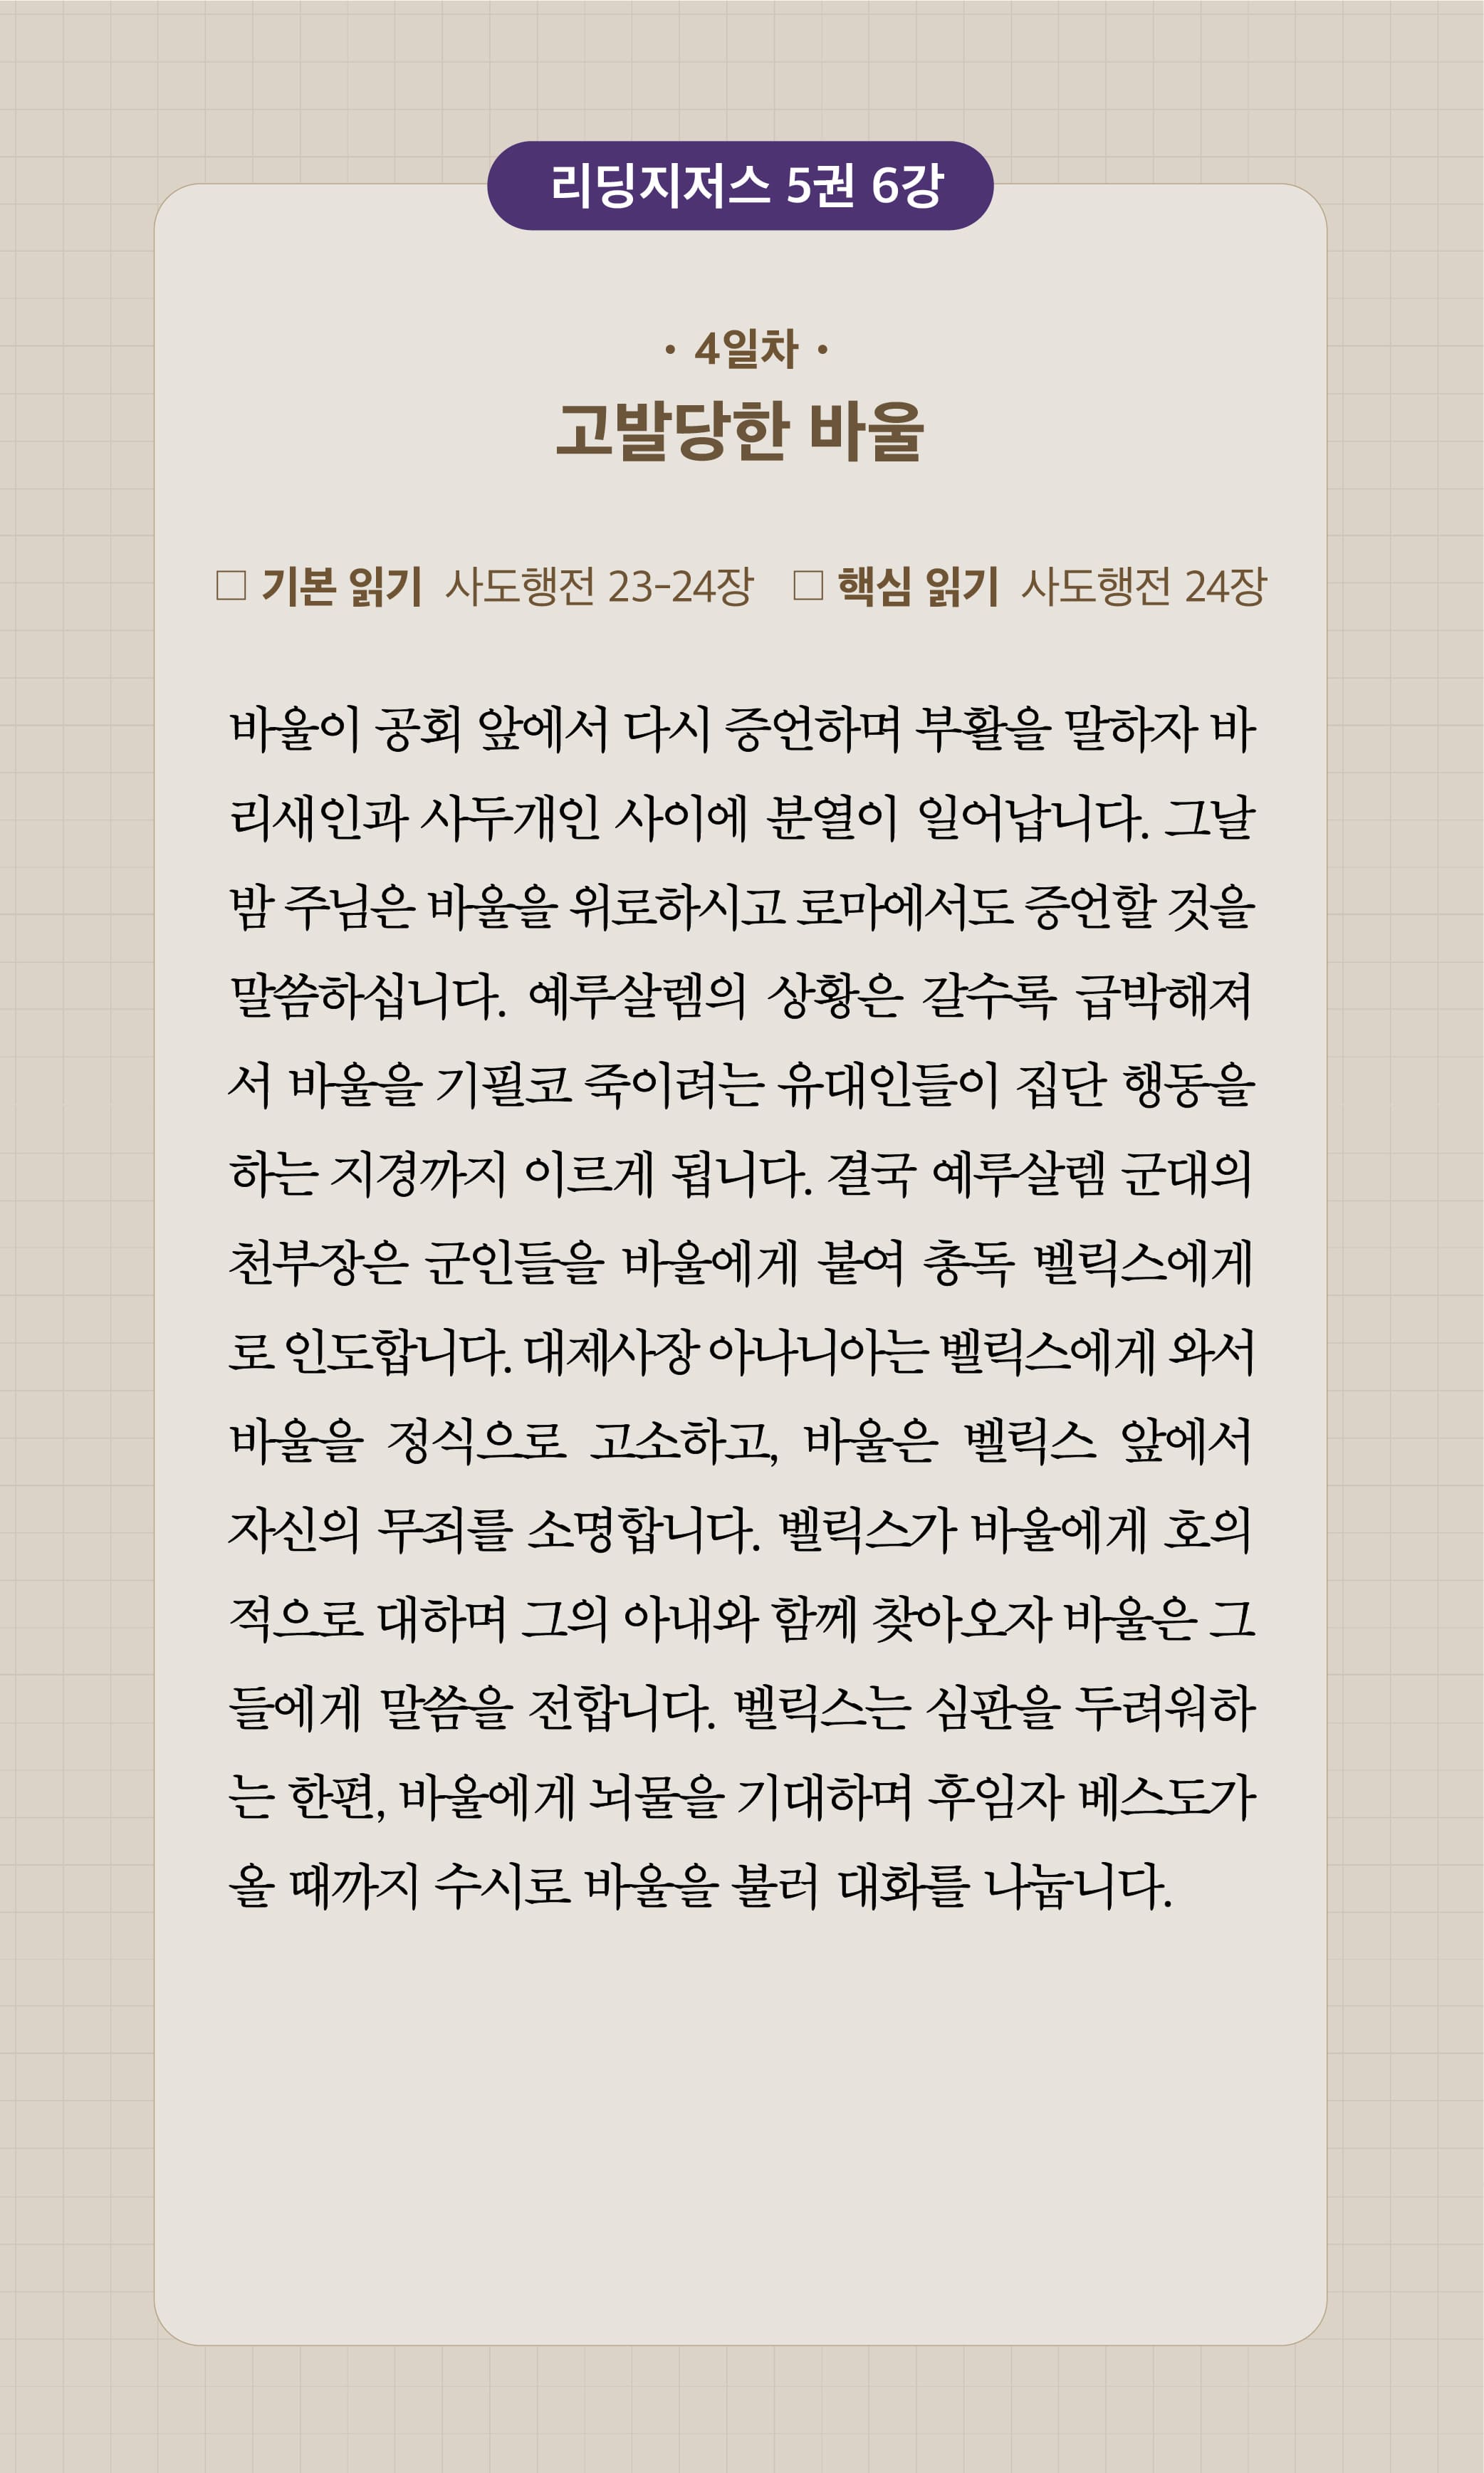 리딩지저스 5권 6강
· 4일차 ·
고발당한 바울
□ 기본 읽기 사도행전 23-24장 □ 핵심 읽기 사도행전 24장
바울이 공회 앞에서 다시 증언하며 부활을 말하자 바
리새인과 사두개인 사이에 분열이 일어납니다. 그날
밤 주님은 바울을 위로하시고 로마에서도 증언할 것을
말씀하십니다. 예루살렘의 상황은 갈수록 급박해져
서 바울을 기필코 죽이려는 유대인들이 집단 행동을
하는 지경까지 이르게 됩니다. 결국 예루살렘 군대의
천부장은 군인들을 바울에게 붙여 총독 벨릭스에게
로 인도합니다. 대제사장 아나니아는 벨릭스에게 와서
바울을 정식으로 고소하고, 바울은 벨릭스 앞에서
자신의 무죄를 소명합니다. 벨릭스가 바울에게 호의
적으로 대하며 그의 아내와 함께 찾아오자 바울은 그
들에게 말씀을 전합니다. 벨릭스는 심판을 두려워하
는 한편, 바울에게 뇌물을 기대하며 후임자 베스도가
올 때까지 수시로 바울을 불러 대화를 나눕니다.